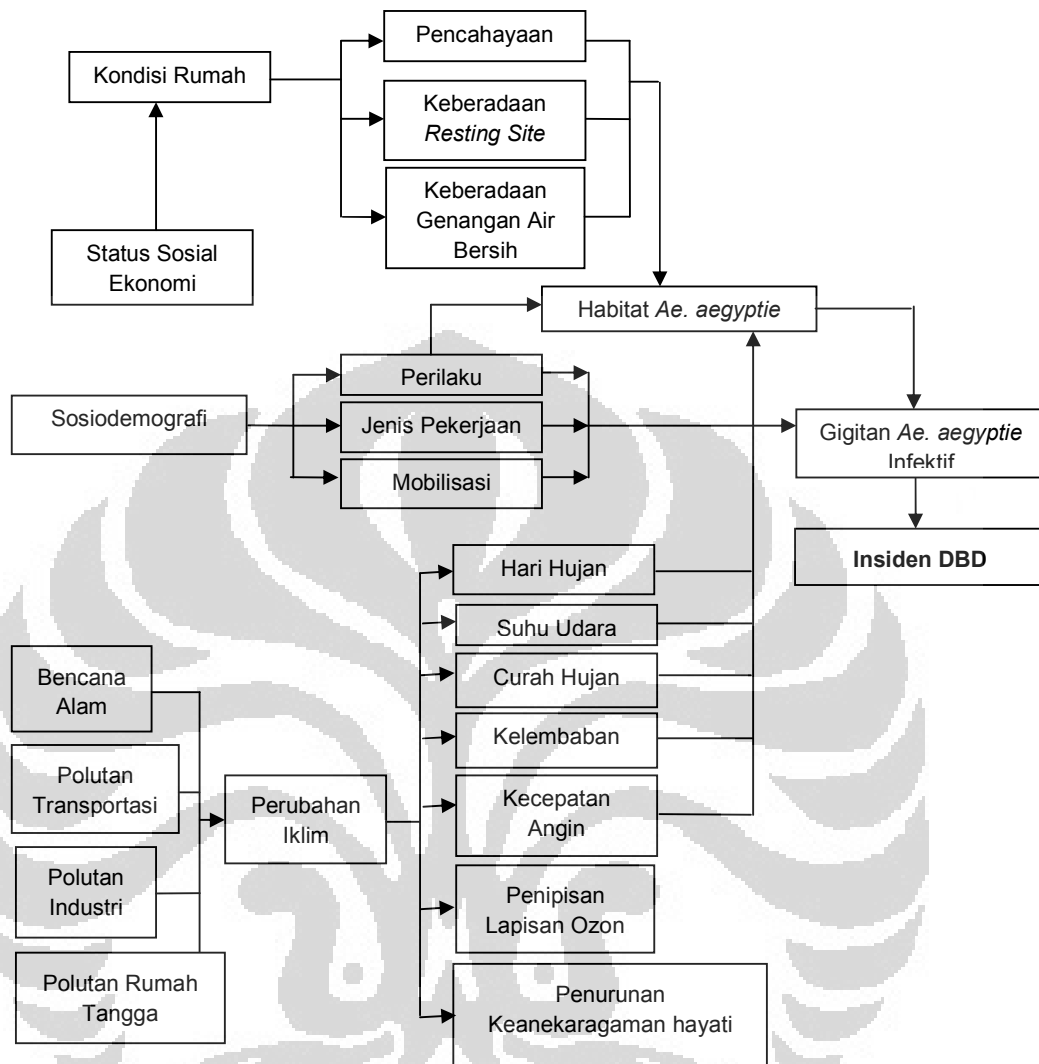 Pencahayaan
Kondisi Rumah
Keberadaan
Resting Site
Keberadaan
Genangan Air
Bersih
Status Sosial
Ekonomi
Habitat Ae. aegyptie
Perilaku
Sosiodemografi
Jenis Pekerjaan
Gigitan Ae. aegyptie
Infektif
Mobilisasi
Insiden DBD
Hari Hujan
Suhu Udara
Bencana
Alam
Curah Hujan
Kelembaban
Polutan
Transportasi
Perubahan
Iklim
Kecepatan
Angin
Polutan
Industri
Penipisan
Lapisan Ozon
Polutan Rumah
Tangga
Penurunan
Keanekaragaman hayati